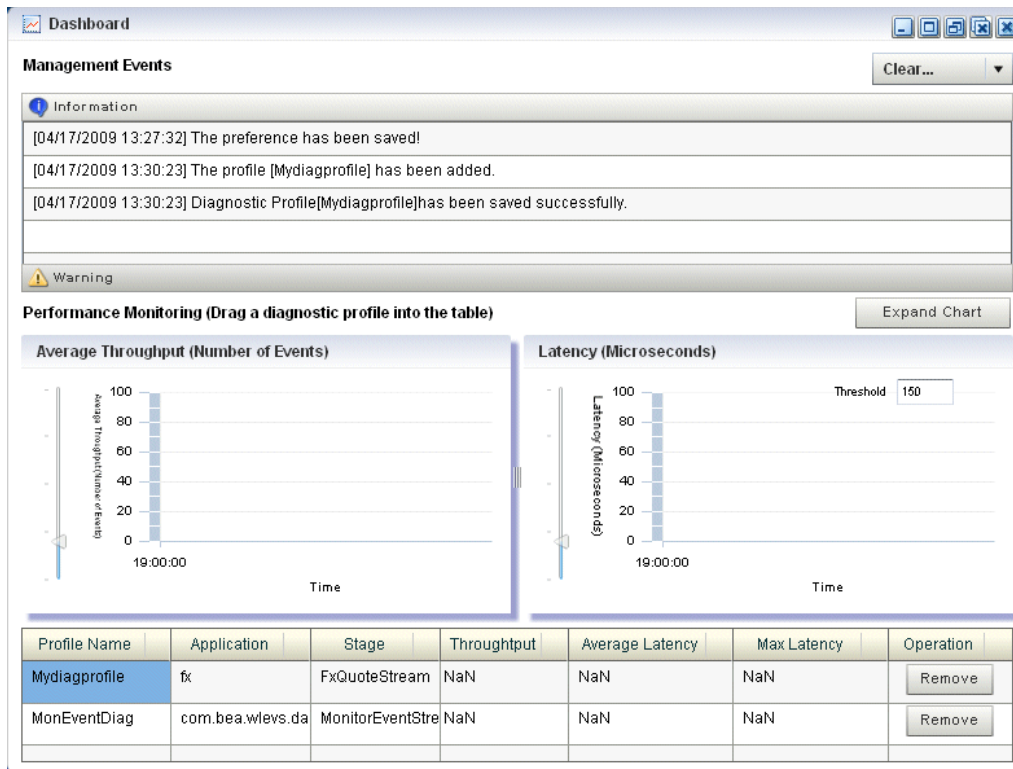 Dashboard
Management Events
Clear...
Information
[04/17/2009 13:27:32] The preference has been saved!
[04/17/2009 13:30:23] The profile [Mydiagprofile] has been added.
[04/17/2009 13:30:23] Diagnostic Profile[Mydiagprofile]has been saved successfully.
Warning
Performance Monitoring (Drag a diagnostic profile into the table)
Expand Chart
Average Throughput (Number of Events)
Average Throughput(Number of Events)
100
80
60
40
20
0
19:00:00
Time
Latency (Microseconds)
Threshold 150
Latency (Microseconds)
100
80
60
40
20
0
19:00:00
Time
Profile Name Application Stage Throughtput Average Latency Max Latency Operation
Mydiagprofile fx FxQuoteStream NaN NaN NaN Remove
MonEventDiag com.bea.wlevs.da MonitorEventStre NaN NaN NaN Remove